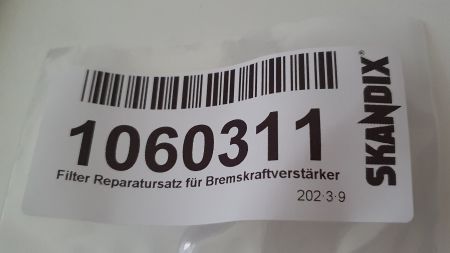 1060311
Filter Reparatursatz für Bremskraftverstärker
202·3·9
SKANDIX®